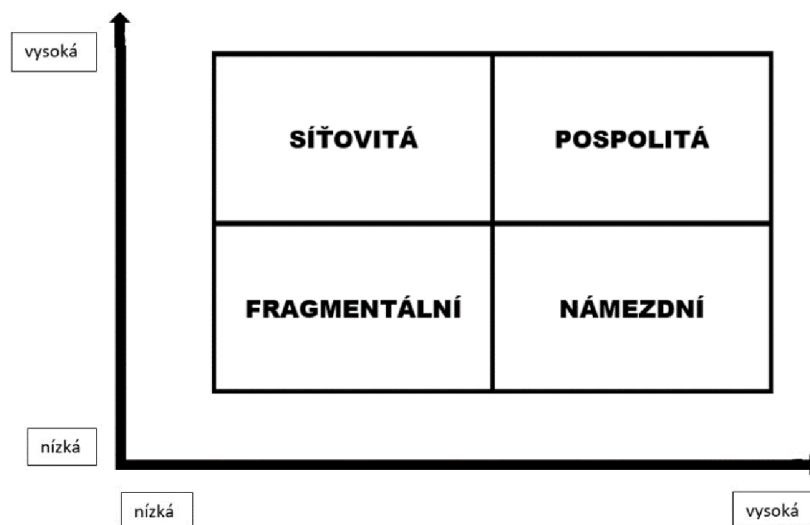 vysoká
SÍŤOVITÁ POSPOLITÁ
FRAGMENTÁLNÍ NÁMEZDNÍ
nízká
nízká vysoká